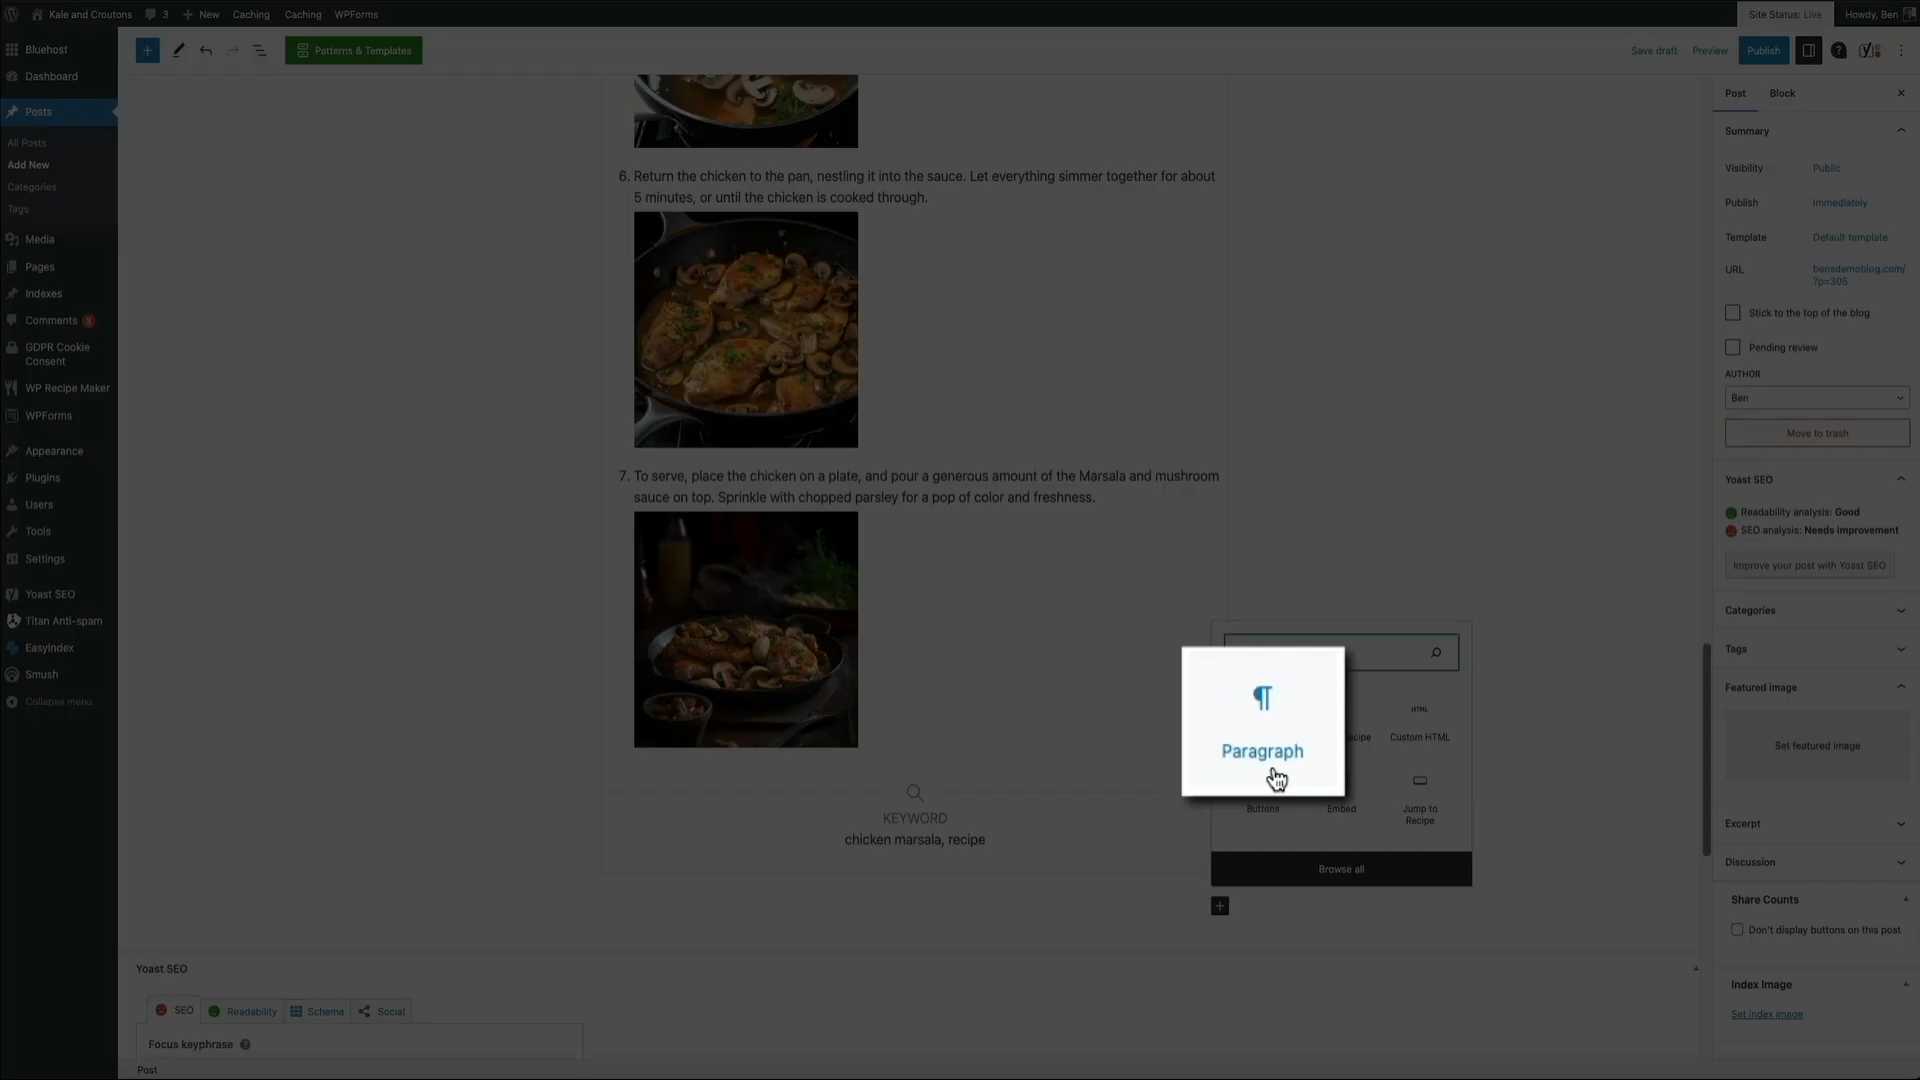 Kale and Croutons
3
New
Caching
Caching
WPForms
Site Status: Live
Howdy, Ben
Bluehost
Dashboard
Posts
All Posts
Add New
Categories
Tags
Media
Pages
Indexes
Comments 3
GDPR Cookie
Consent
WP Recipe Maker
WPForms
Appearance
Plugins
Users
Tools
Settings
Yoast SEO
Titan Anti-spam
EasyIndex
Smush
Collapse menu
Patterns & Templates
Save draft
Preview
Publish
6. Return the chicken to the pan, nestling it into the sauce. Let everything simmer together for about
5 minutes, or until the chicken is cooked through.
7. To serve, place the chicken on a plate, and pour a generous amount of the Marsala and mushroom
sauce on top. Sprinkle with chopped parsley for a pop of color and freshness.
KEYWORD
chicken marsala, recipe
Paragraph
ecipe
HTML
Custom HTML
Buttons
Embed
Jump to
Recipe
Browse all
Yoast SEO
SEO
Readability
Schema
Social
Focus keyphrase
Post
Post
Block
Summary
Visibility
Public
Publish
Immediately
Template
Default template
URL
bensdemoblog.com/
?p=305
Stick to the top of the blog
Pending review
AUTHOR
Ben
Move to trash
Yoast SEO
Readability analysis: Good
SEO analysis: Needs improvement
Improve your post with Yoast SEO
Categories
Tags
Featured image
Set featured image
Excerpt
Discussion
Share Counts
Don't display buttons on this post
Index Image
Set index image